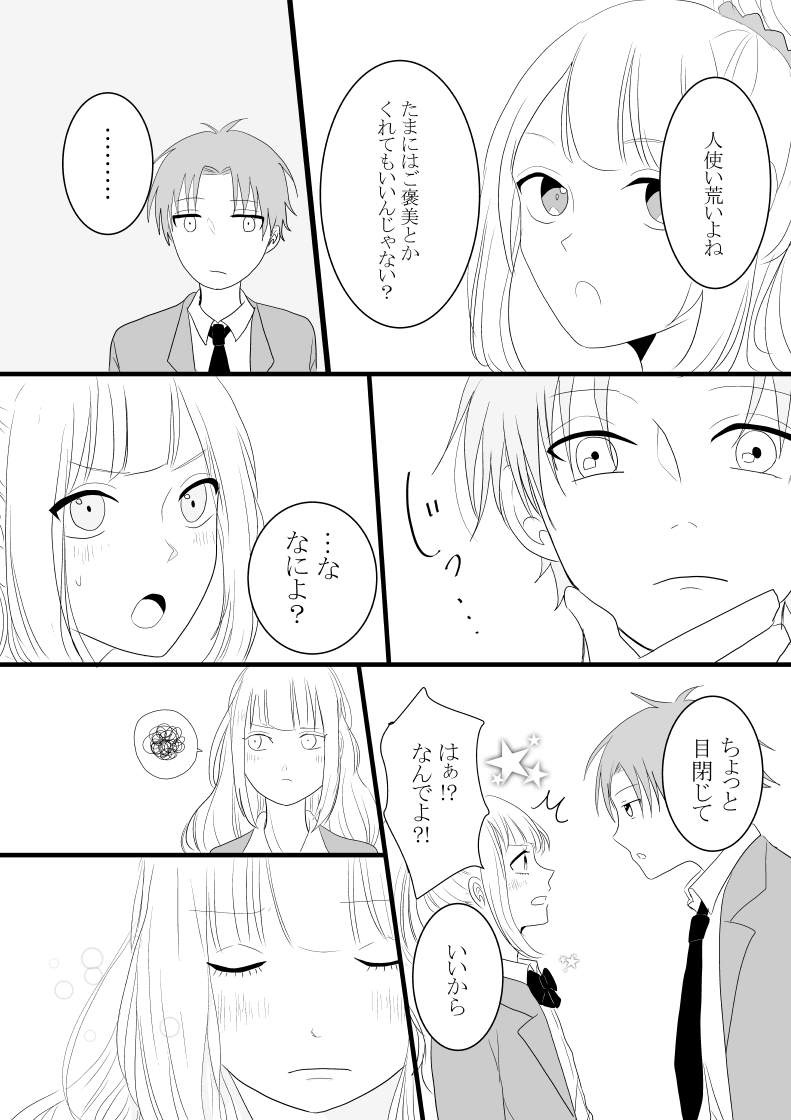 人使い荒いよね
たまにはご褒美とか
くれてもいいんじゃない？
………
…な
なによ？
ちょっと
目閉じて
はぁ!?
なんでよ?!
いいから